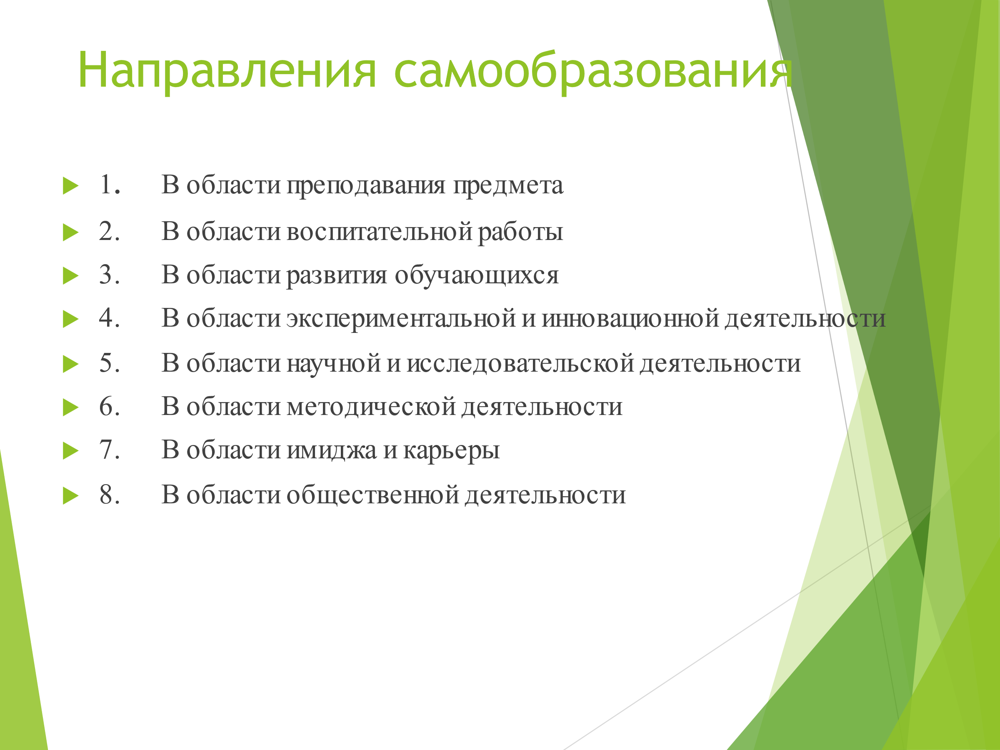 Направления самообразования
1. В области преподавания предмета
2. В области воспитательной работы
3. В области развития обучающихся
4. В области экспериментальной и инновационной деятельности
5. В области научной и исследовательской деятельности
6. В области методической деятельности
7. В области имиджа и карьеры
8. В области общественной деятельности